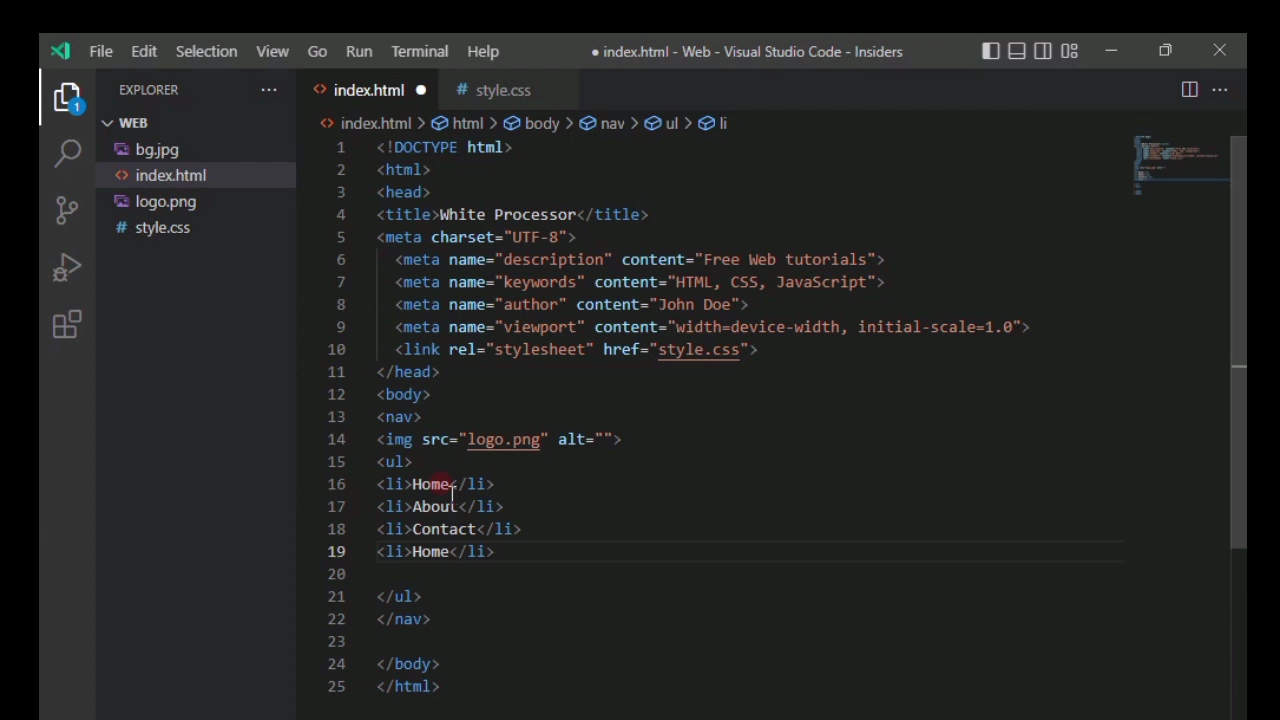 File Edit Selection View Go Run Terminal Help ● index.html - Web - Visual Studio Code - Insiders
EXPLORER ··· <> index.html ● # style.css ···
WEB
<> index.html > html > body > nav > ul > li
bg.jpg
<> index.html
logo.png
# style.css
1
1 <!DOCTYPE html>
2 <html>
3 <head>
4 <title>White Processor</title>
5 <meta charset="UTF-8">
6 <meta name="description" content="Free Web tutorials">
7 <meta name="keywords" content="HTML, CSS, JavaScript">
8 <meta name="author" content="John Doe">
9 <meta name="viewport" content="width=device-width, initial-scale=1.0">
10 <link rel="stylesheet" href="style.css">
11 </head>
12 <body>
13 <nav>
14 <img src="logo.png" alt="">
15 <ul>
16 <li>Home</li>
17 <li>About</li>
18 <li>Contact</li>
19 <li>Home</li>
20
21 </ul>
22 </nav>
23
24 </body>
25 </html>